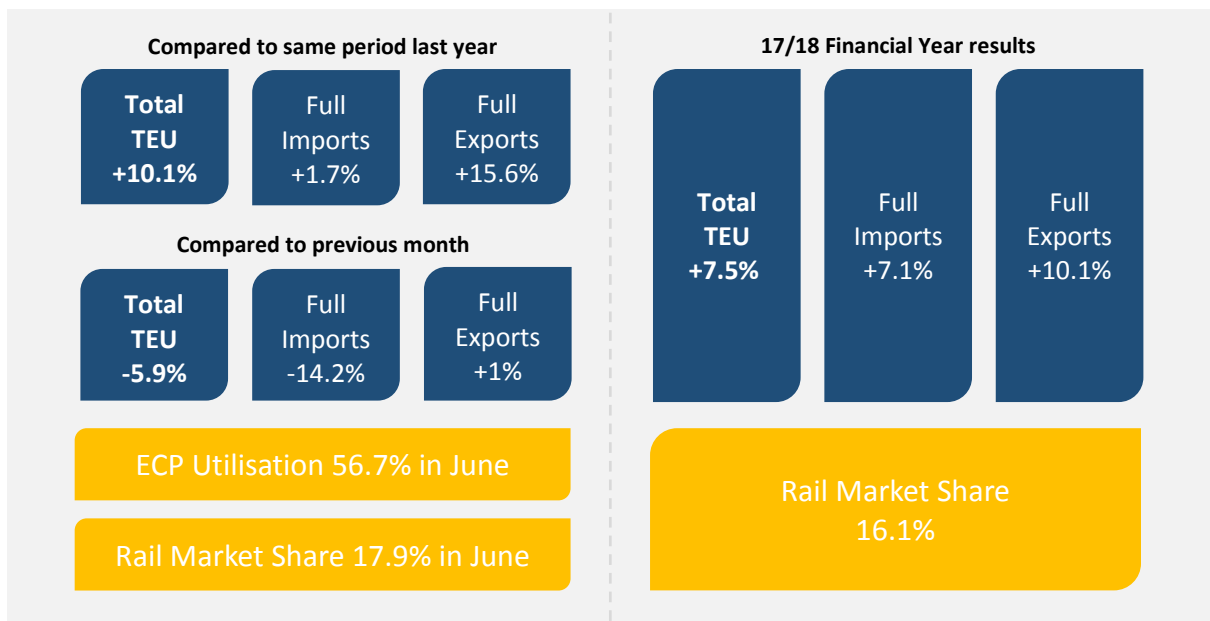 Compared to same period last year
Total
TEU
+10.1%
Full
Imports
+1.7%
Full
Exports
+15.6%
Compared to previous month
Total
TEU
-5.9%
Full
Imports
-14.2%
Full
Exports
+1%
ECP Utilisation 56.7% in June
Rail Market Share 17.9% in June
17/18 Financial Year results
Total
TEU
+7.5%
Full
Imports
+7.1%
Full
Exports
+10.1%
Rail Market Share
16.1%